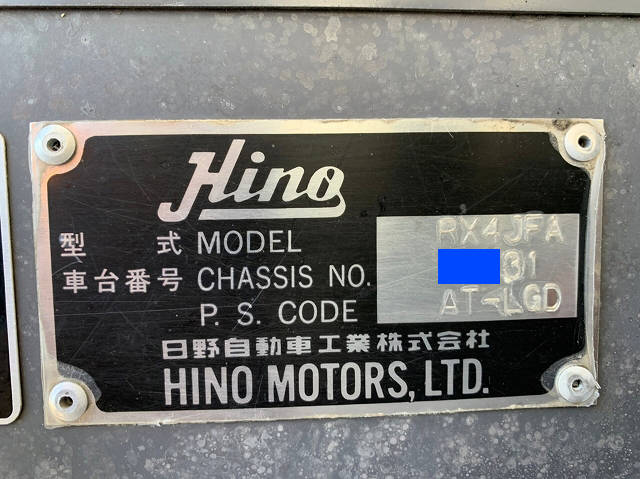 Hino
型式 MODEL RX4JFA
車台番号 CHASSIS NO. 31
P. S. CODE AT-LGD
日野自動車工業株式会社
HINO MOTORS, LTD.